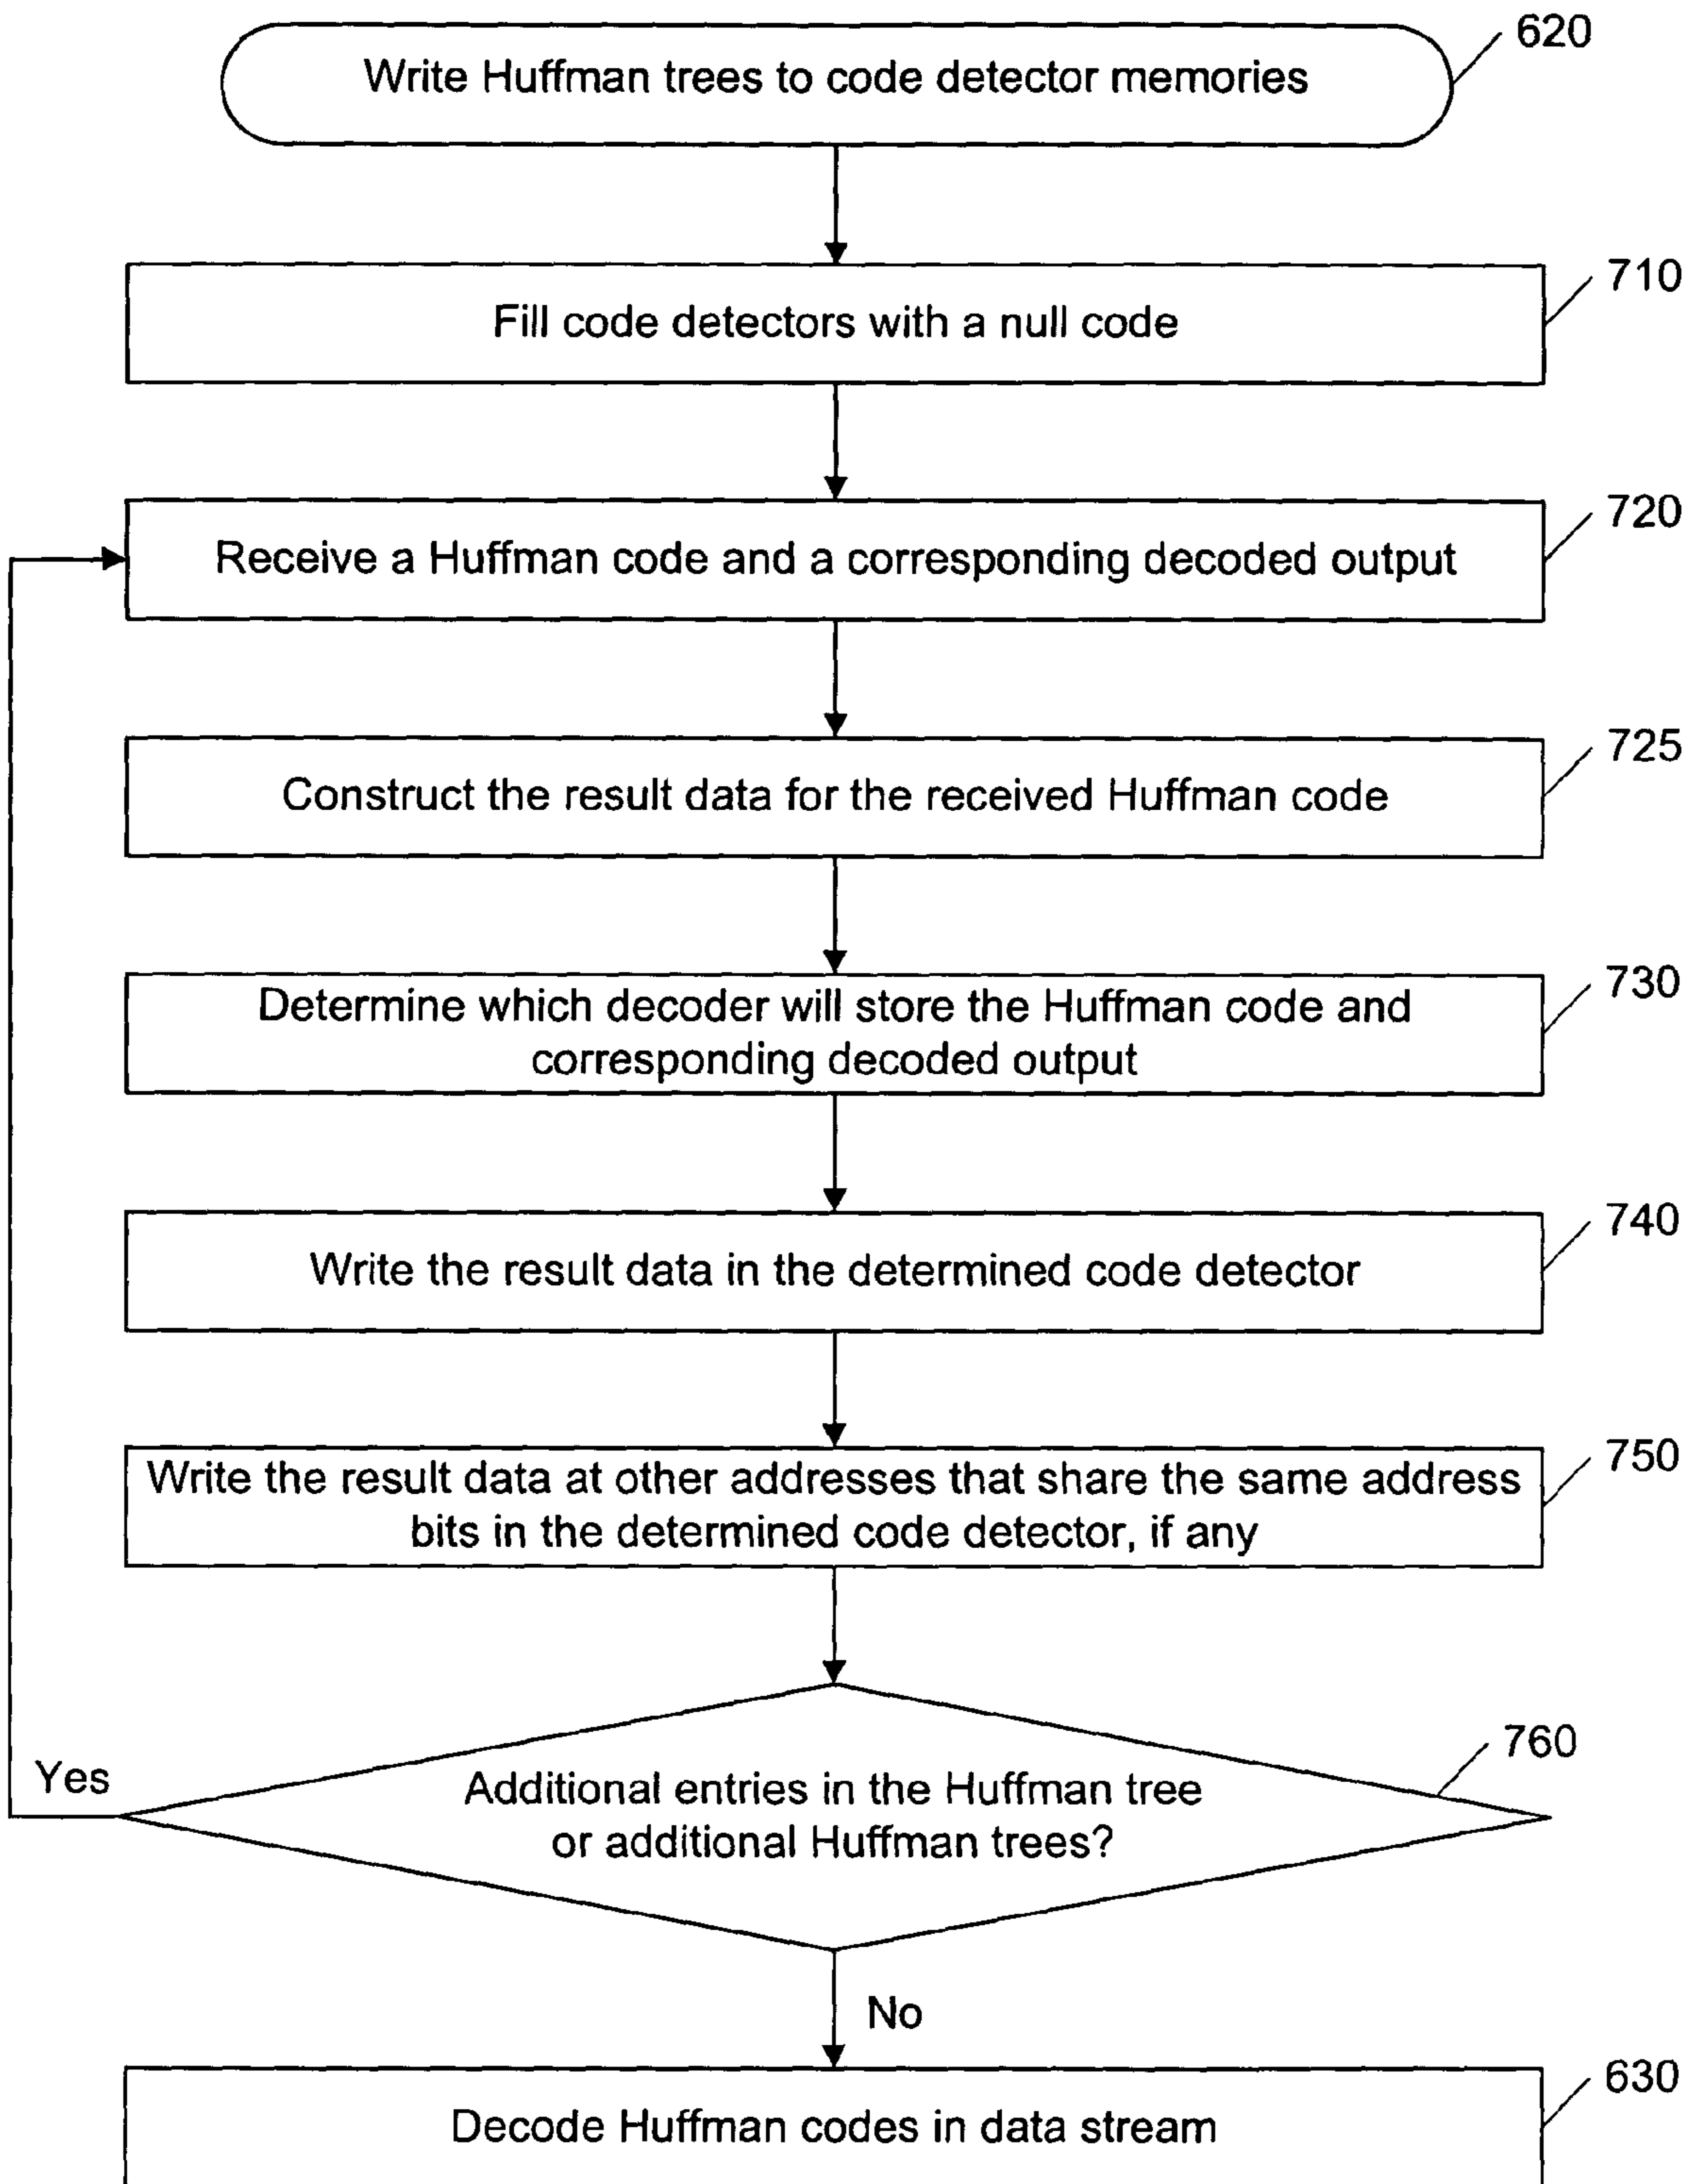 620
Write Huffman trees to code detector memories
710
Fill code detectors with a null code
720
Receive a Huffman code and a corresponding decoded output
725
Construct the result data for the received Huffman code
730
Determine which decoder will store the Huffman code and
corresponding decoded output
740
Write the result data in the determined code detector
750
Write the result data at other addresses that share the same address
bits in the determined code detector, if any
760
Yes
Additional entries in the Huffman tree
or additional Huffman trees?
No
630
Decode Huffman codes in data stream